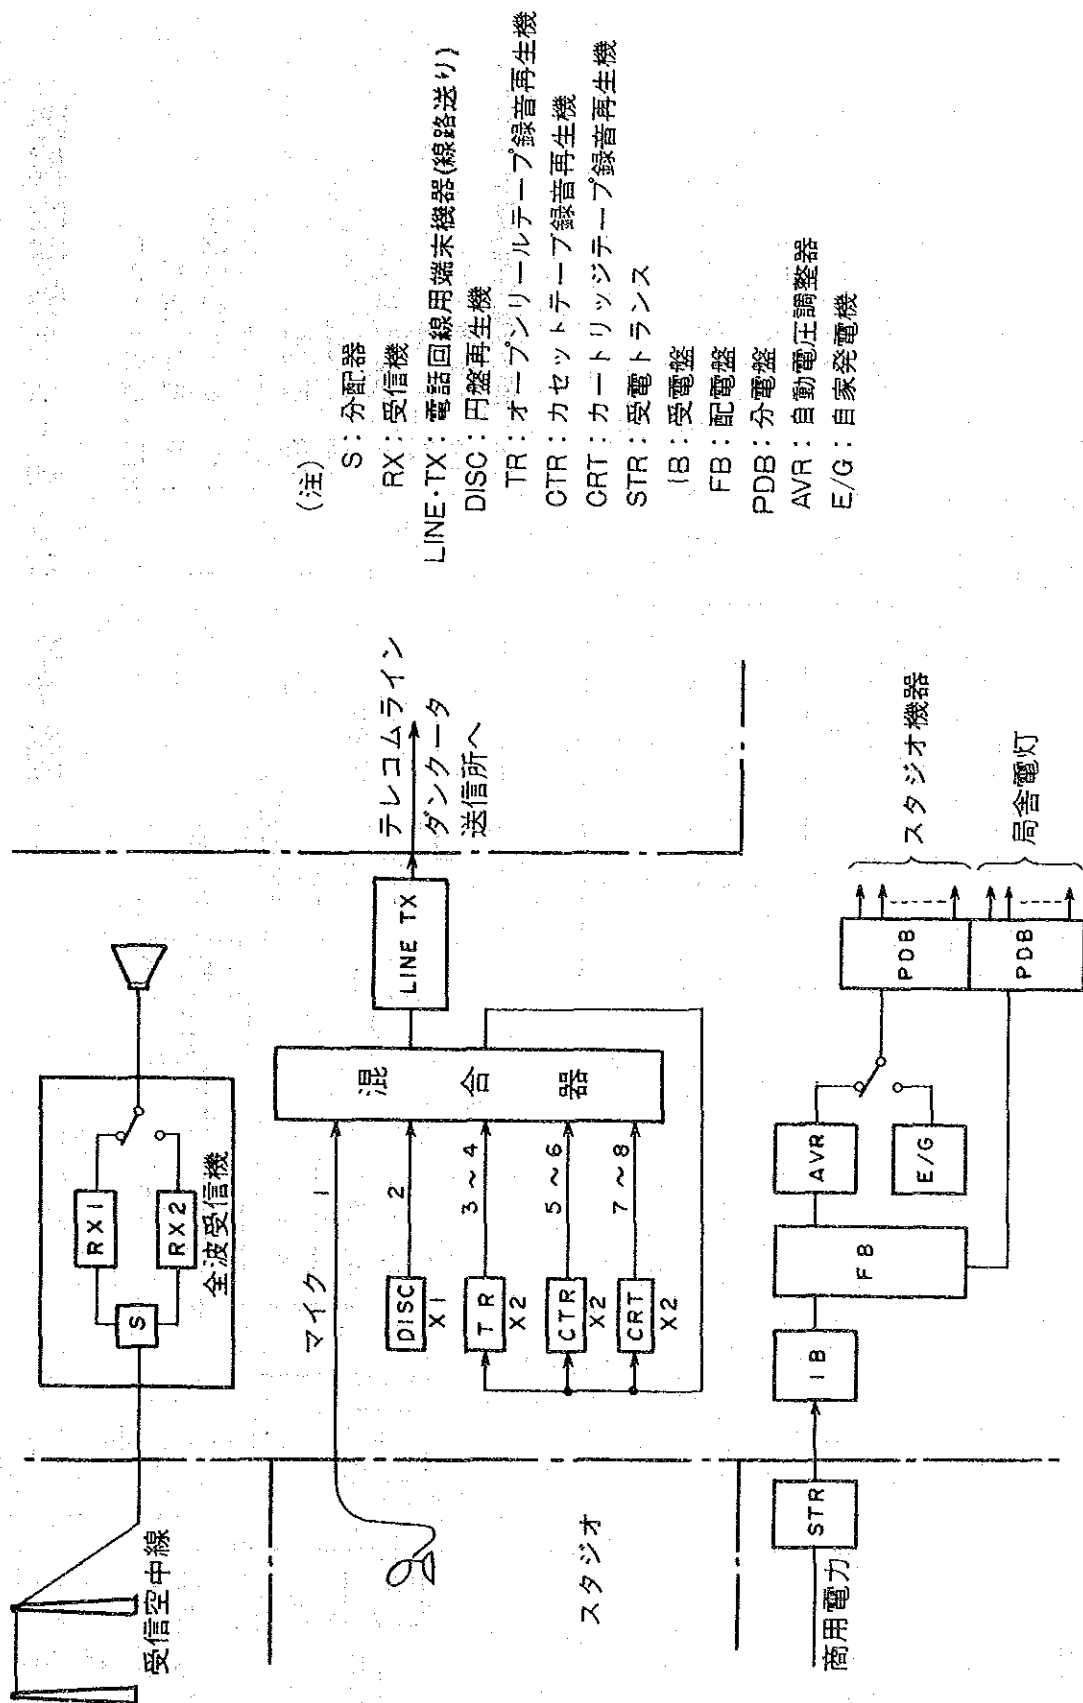 受信空中線
S
RX1
RX2
全波受信機
マイク
1
DISC
X1
2
TR
X2
3～4
CTR
X2
5～6
CRT
X2
7～8
混合器
LINE TX
テレコムライン
ダンクータ
送信所へ
スタジオ
商用電力
STR
IB
FB
AVR
E/G
PDB
PDB
スタジオ機器
局舎電灯
(注)
S：分配器
RX：受信機
LINE･TX：電話回線用端末機器(線路送り)
DISC：円盤再生機
TR：オープンリールテープ録音再生機
CTR：カセットテープ録音再生機
CRT：カートリッジテープ録音再生機
STR：受電トランス
IB：受電盤
FB：配電盤
PDB：分電盤
AVR：自動電圧調整器
E/G：自家発電機